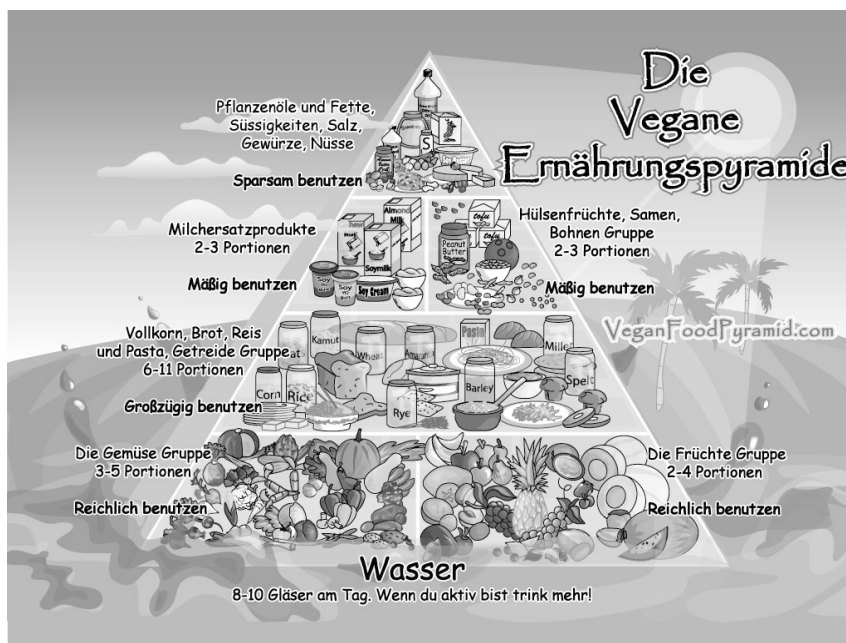 Die
Vegane
Ernährungspyramide
Pflanzenöle und Fette,
Süssigkeiten, Salz,
Gewürze, Nüsse
Sparsam benutzen
S
Milchersatzprodukte
2-3 Portionen
Mäßig benutzen
Almond
Milk
Soymilk
Soy
Soy
Soy Cream
Hülsenfrüchte, Samen,
Bohnen Gruppe
2-3 Portionen
Mäßig benutzen
tofu
tofu
Peanut
Butter
VeganFoodPyramid.com
Vollkorn, Brot, Reis
und Pasta, Getreide Gruppe
6-11 Portionen
Großzügig benutzen
Kamut
Wheat
Pasta
Millet
Corn
Rice
Rye
Barley
Spelt
Die Gemüse Gruppe
3-5 Portionen
Reichlich benutzen
Die Früchte Gruppe
2-4 Portionen
Reichlich benutzen
Wasser
8-10 Gläser am Tag. Wenn du aktiv bist trink mehr!